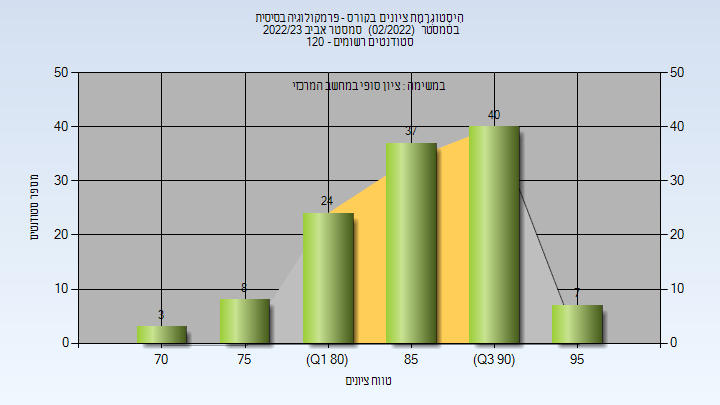 היסטוגרמת ציונים בקורס - פרמקולוגיה בסיסית
בסמסטר (02/2022) סמסטר אביב 2022/23
סטודנטים רשומים - 120
במשימה : ציון סופי במחשב המרכזי
מספר סטודנטים
50 50
40 40
30 30
20 20
10 10
0 0
3 8 24 37 40 7
70 75 (Q1 80) 85 (Q3 90) 95
טווח ציונים